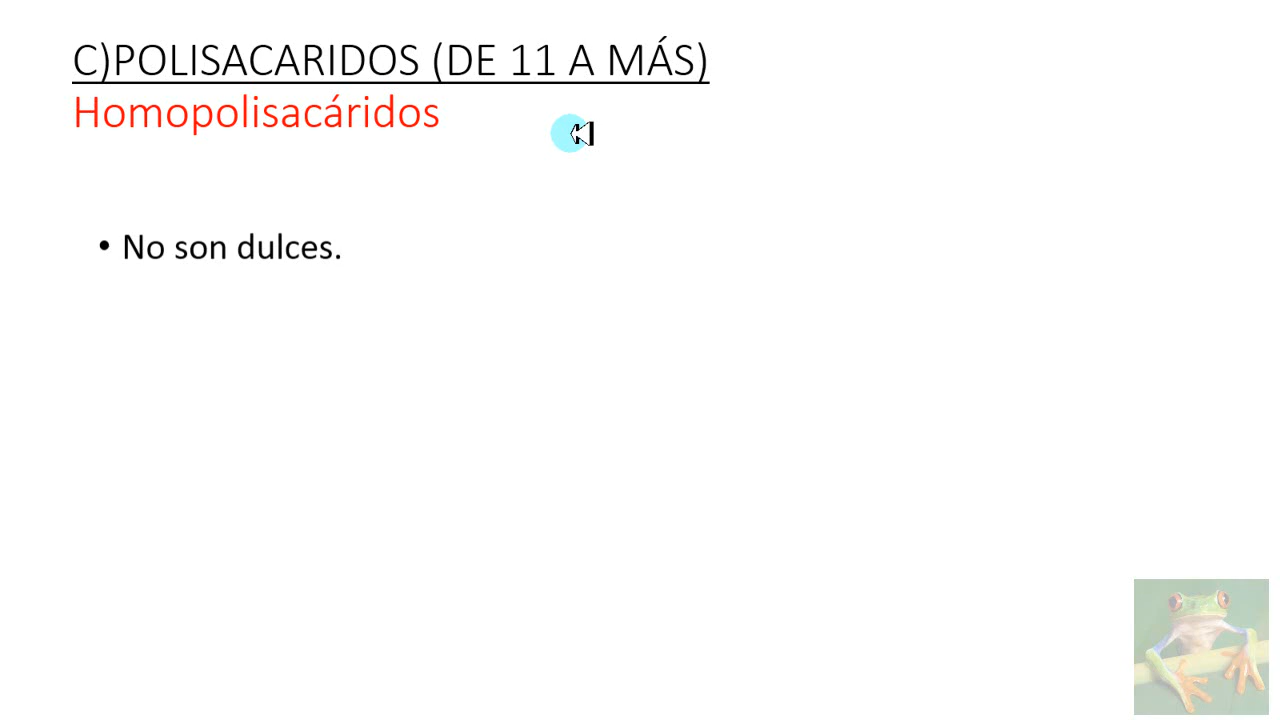 C)POLISACARIDOS (DE 11 A MÁS)
Homopolisacáridos
• No son dulces.